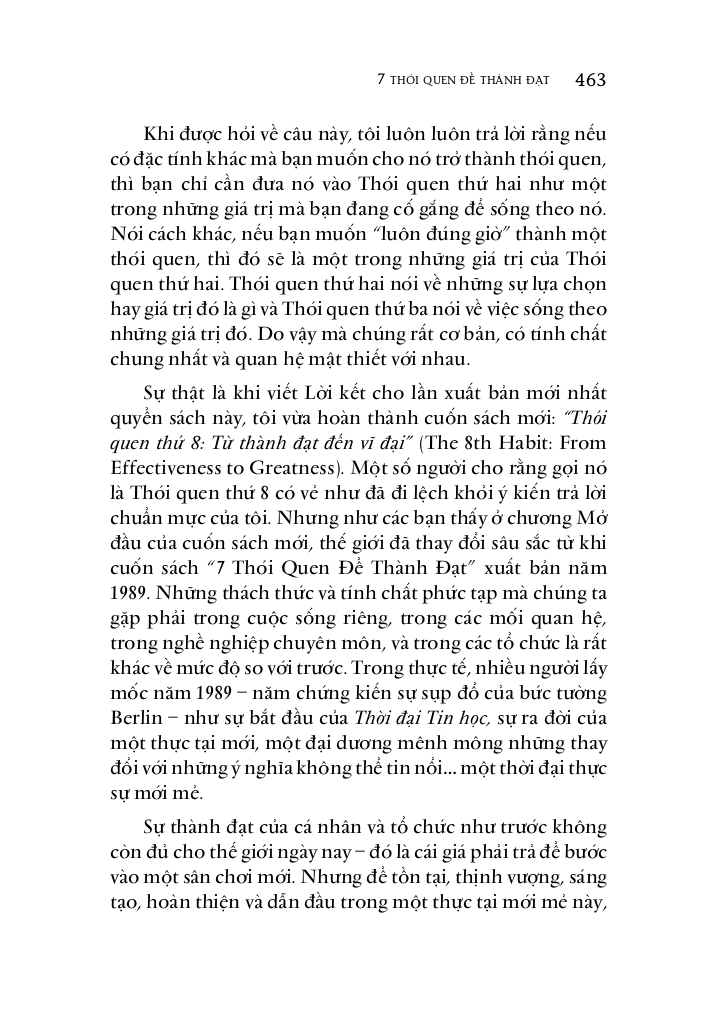 7 THÓI QUEN ĐỂ THÀNH ĐẠT 463
Khi được hỏi về câu này, tôi luôn luôn trả lời rằng nếu
có đặc tính khác mà bạn muốn cho nó trở thành thói quen,
thì bạn chỉ cần đưa nó vào Thói quen thứ hai như một
trong những giá trị mà bạn đang cố gắng để sống theo nó.
Nói cách khác, nếu bạn muốn “luôn đúng giờ” thành một
thói quen, thì đó sẽ là một trong những giá trị của Thói
quen thứ hai. Thói quen thứ hai nói về những sự lựa chọn
hay giá trị đó là gì và Thói quen thứ ba nói về việc sống theo
những giá trị đó. Do vậy mà chúng rất cơ bản, có tính chất
chung nhất và quan hệ mật thiết với nhau.
Sự thật là khi viết Lời kết cho lần xuất bản mới nhất
quyển sách này, tôi vừa hoàn thành cuốn sách mới: “Thói
quen thứ 8: Từ thành đạt đến vĩ đại” (The 8th Habit: From
Effectiveness to Greatness). Một số người cho rằng gọi nó
là Thói quen thứ 8 có vẻ như đã đi lệch khỏi ý kiến trả lời
chuẩn mực của tôi. Nhưng như các bạn thấy ở chương Mở
đầu của cuốn sách mới, thế giới đã thay đổi sâu sắc từ khi
cuốn sách “7 Thói Quen Để Thành Đạt” xuất bản năm
1989. Những thách thức và tính chất phức tạp mà chúng ta
gặp phải trong cuộc sống riêng, trong các mối quan hệ,
trong nghề nghiệp chuyên môn, và trong các tổ chức là rất
khác về mức độ so với trước. Trong thực tế, nhiều người lấy
mốc năm 1989 – năm chứng kiến sự sụp đổ của bức tường
Berlin – như sự bắt đầu của Thời đại Tin học, sự ra đời của
một thực tại mới, một đại dương mênh mông những thay
đổi với những ý nghĩa không thể tin nổi... một thời đại thực
sự mới mẻ.
Sự thành đạt của cá nhân và tổ chức như trước không
còn đủ cho thế giới ngày nay – đó là cái giá phải trả để bước
vào một sân chơi mới. Nhưng để tồn tại, thịnh vượng, sáng
tạo, hoàn thiện và dẫn đầu trong một thực tại mới mẻ này,